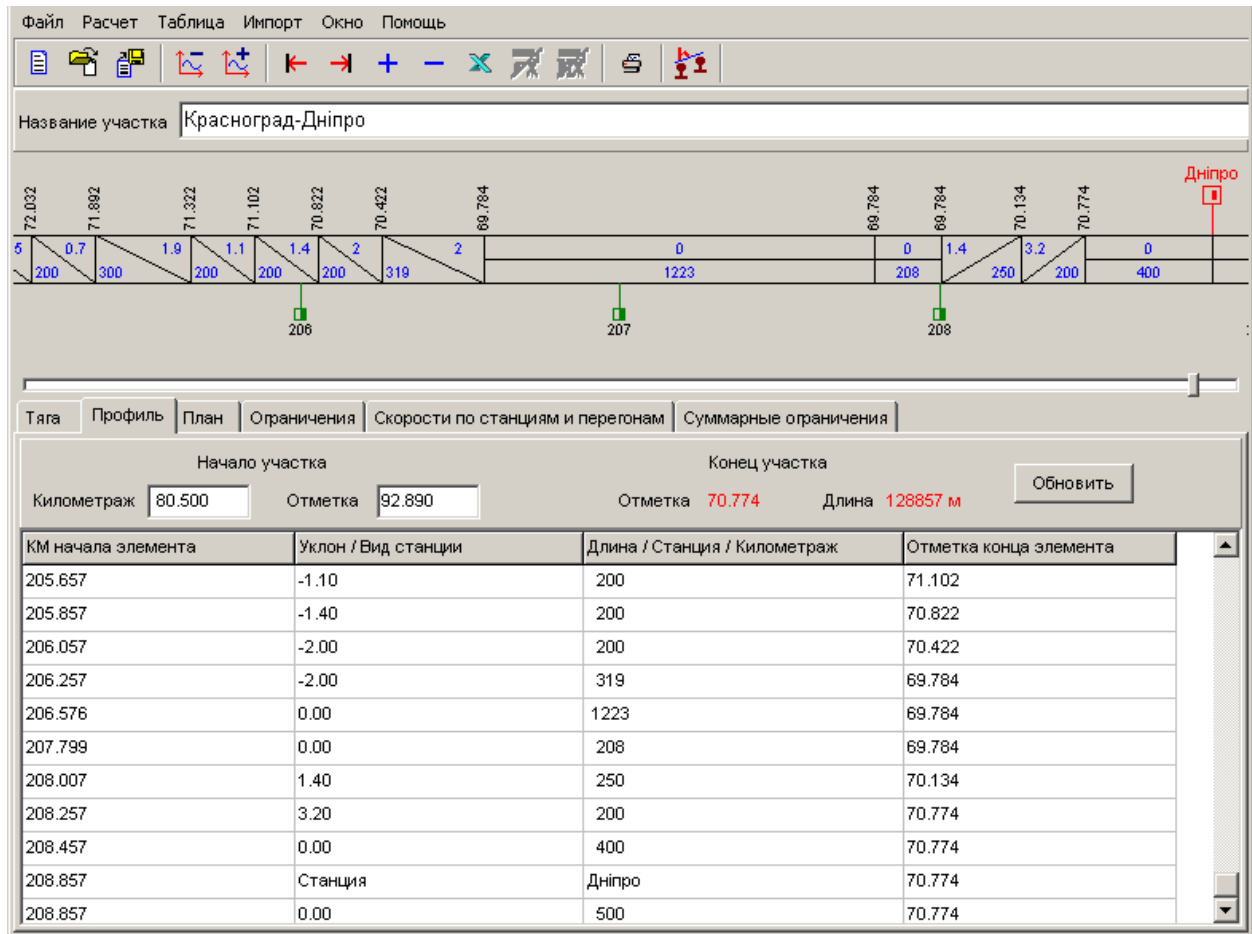 Файл Расчет Таблица Импорт Окно Помощь
Название участка Красноград-Дніпро
Дніпро
72.032 71.892 71.322 71.102 70.822 70.422 69.784 69.784 69.784 70.134 70.774
5 0.7 1.9 1.1 1.4 2 2 0 0 1.4 3.2 0
200 300 200 200 200 319 1223 208 250 200 400
206 207 208
Тяга Профиль План Ограничения Скорости по станциям и перегонам Суммарные ограничения
Начало участка Конец участка
Километраж 80.500 Отметка 92.890 Отметка 70.774 Длина 128857 м Обновить
КМ начала элемента Уклон / Вид станции Длина / Станция / Километраж Отметка конца элемента
205.657 -1.10 200 71.102
205.857 -1.40 200 70.822
206.057 -2.00 200 70.422
206.257 -2.00 319 69.784
206.576 0.00 1223 69.784
207.799 0.00 208 69.784
208.007 1.40 250 70.134
208.257 3.20 200 70.774
208.457 0.00 400 70.774
208.857 Станция Дніпро 70.774
208.857 0.00 500 70.774